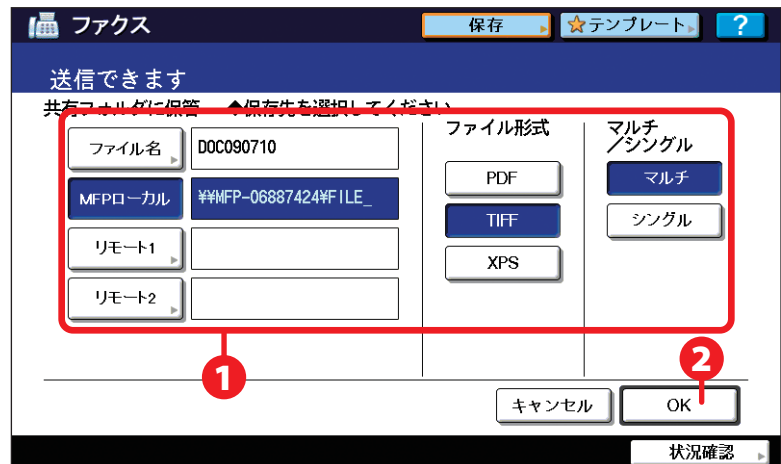 ファクス
保存
テンプレート
?
送信できます
共有フォルダに保管 ◆保存先を選択してください
ファイル名
DOC090710
MFPローカル
¥¥MFP-06887424¥FILE_
リモート1
リモート2
ファイル形式
PDF
TIFF
XPS
マルチ
/シングル
マルチ
シングル
1
2
キャンセル
OK
状況確認